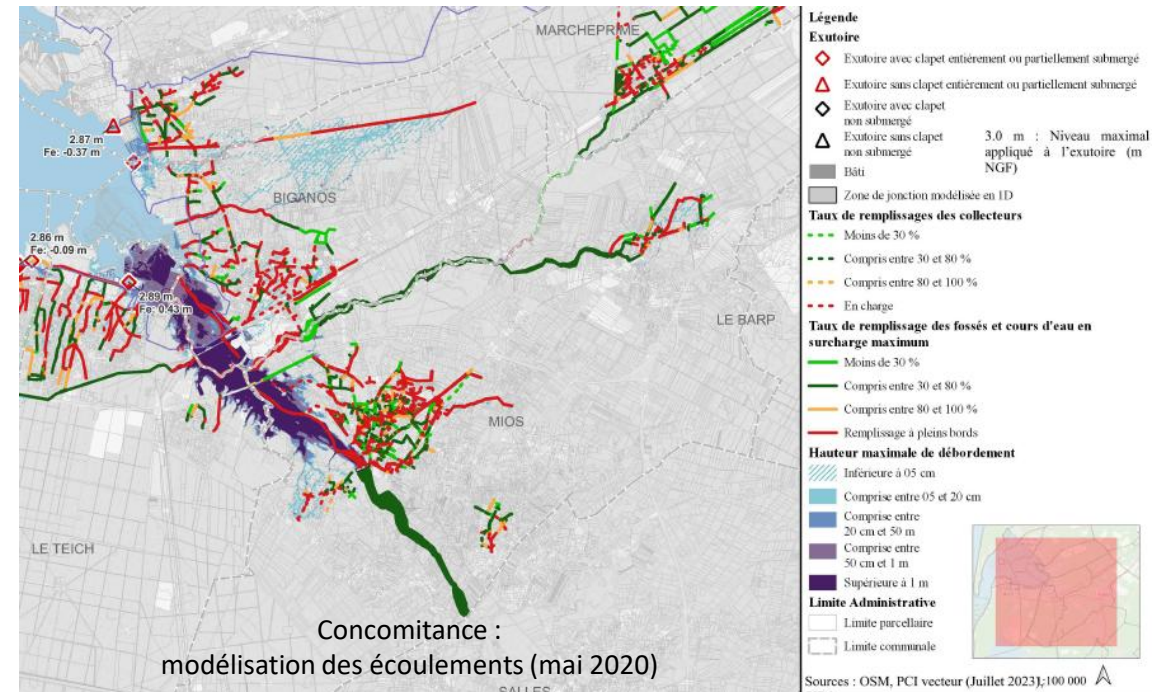 MARCHEPRIME
2.87 m
Fe: -0.37 m
BIGANOS
2.86 m
Fe: -0.09 m
2.89 m
Fe: 0.43 m
LE BARP
MIOS
LE TEICH
SALLES
Concomitance :
modélisation des écoulements (mai 2020)
Légende
Exutoire
Exutoire avec clapet entièrement ou partiellement submergé
Exutoire sans clapet entièrement ou partiellement submergé
Exutoire avec clapet
non submergé
Exutoire sans clapet
non submergé
3.0 m : Niveau maximal
appliqué à l'exutoire (m
NGF)
Bâti
Zone de jonction modélisée en 1D
Taux de remplissages des collecteurs
Moins de 30 %
Compris entre 30 et 80 %
Compris entre 80 et 100 %
En charge
Taux de remplissage des fossés et cours d'eau en
surcharge maximum
Moins de 30 %
Compris entre 30 et 80 %
Compris entre 80 et 100 %
Remplissage à pleins bords
Hauteur maximale de débordement
Inférieure à 05 cm
Comprise entre 05 et 20 cm
Comprise entre
20 cm et 50 m
Comprise entre
50 cm et 1 m
Supérieure à 1 m
Limite Administrative
Limite parcellaire
Limite communale
Sources : OSM, PCI vecteur (Juillet 2023), 1:100 000